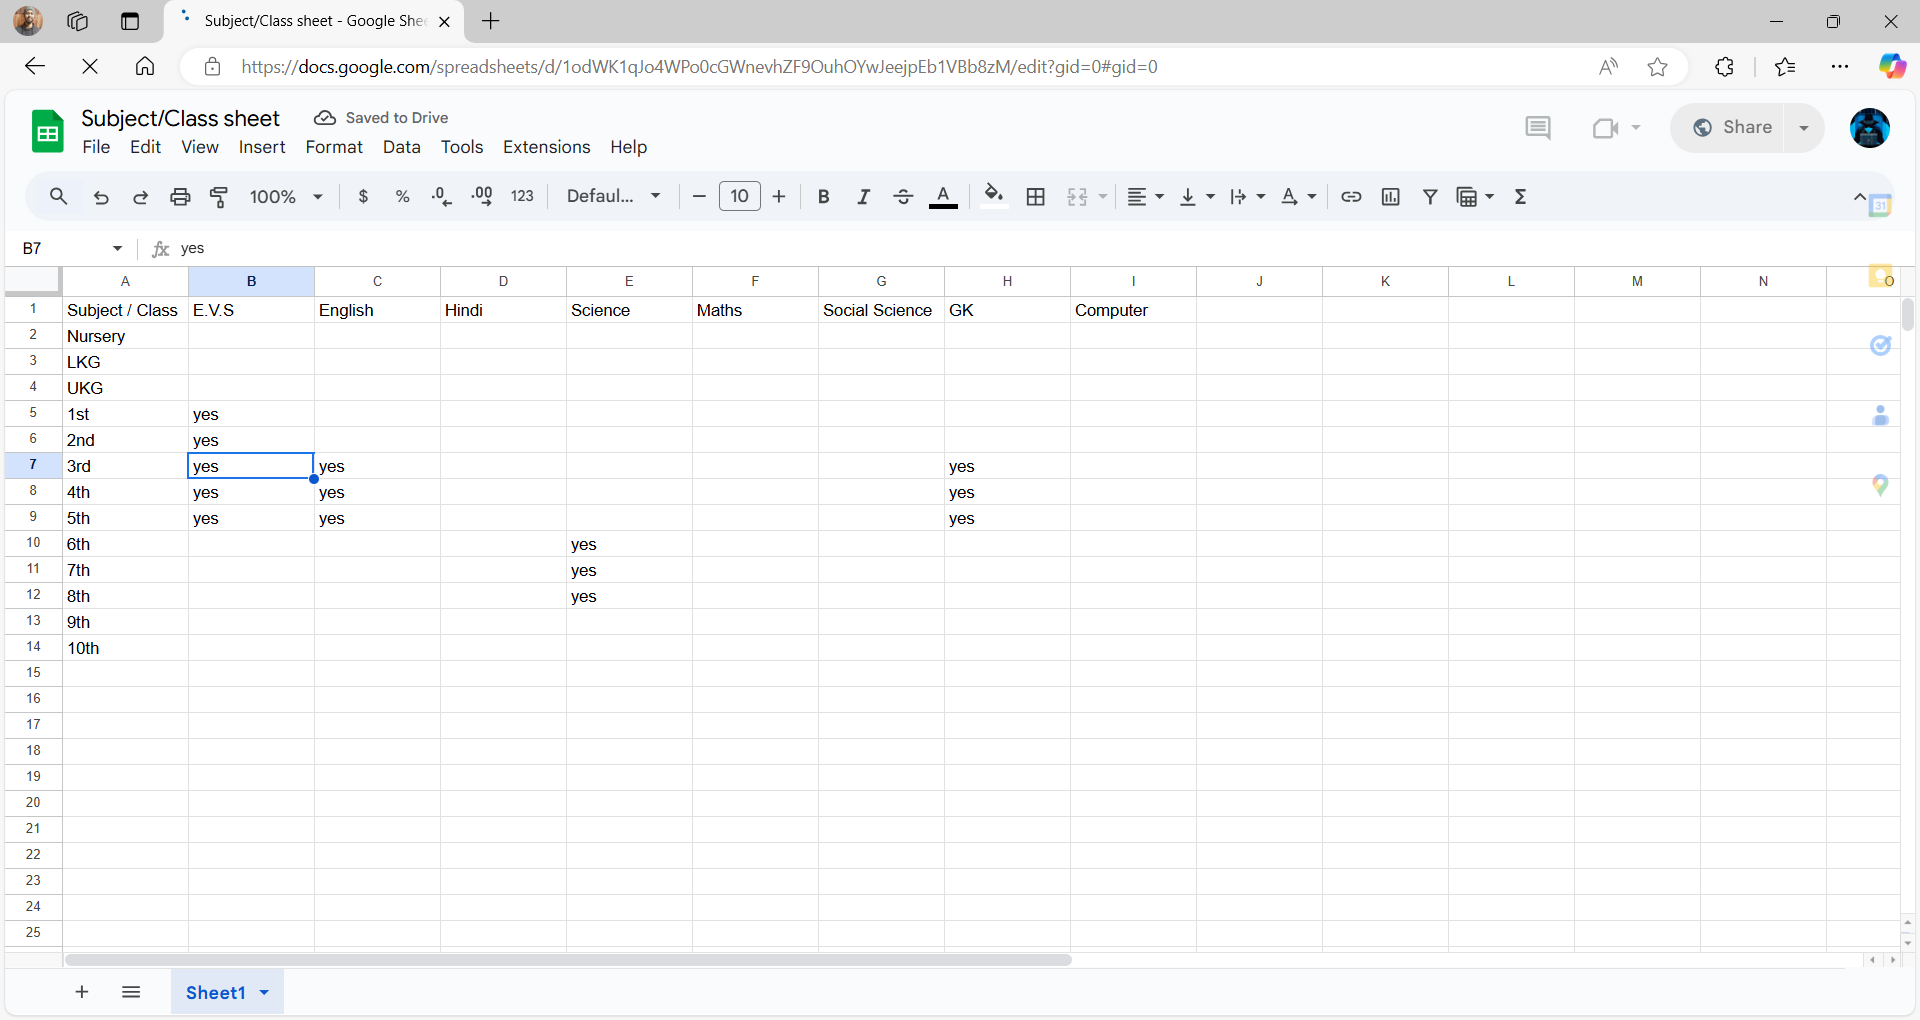 Subject/Class sheet - Google She
https://docs.google.com/spreadsheets/d/1odWK1qJo4WPo0cGWnevhZF9OuhOYwJeejpEb1VBb8zM/edit?gid=0#gid=0
Subject/Class sheet Saved to Drive
File Edit View Insert Format Data Tools Extensions Help
Share
100% $ % .0 .00 123 Defaul... 10 B I A Σ 31
B7 fx yes
A B C D E F G H I J K L M N O
1 Subject / Class E.V.S English Hindi Science Maths Social Science GK Computer
2 Nursery
3 LKG
4 UKG
5 1st yes
6 2nd yes
7 3rd yes yes yes
8 4th yes yes yes
9 5th yes yes yes
10 6th yes
11 7th yes
12 8th yes
13 9th
14 10th
15
16
17
18
19
20
21
22
23
24
25
Sheet1